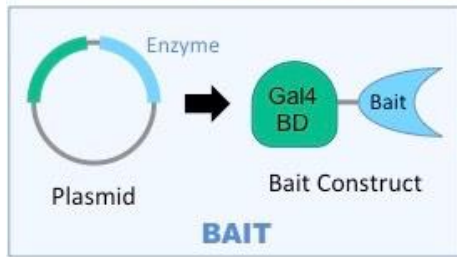 Enzyme
Gal4
BD
Bait
Plasmid
Bait Construct
BAIT